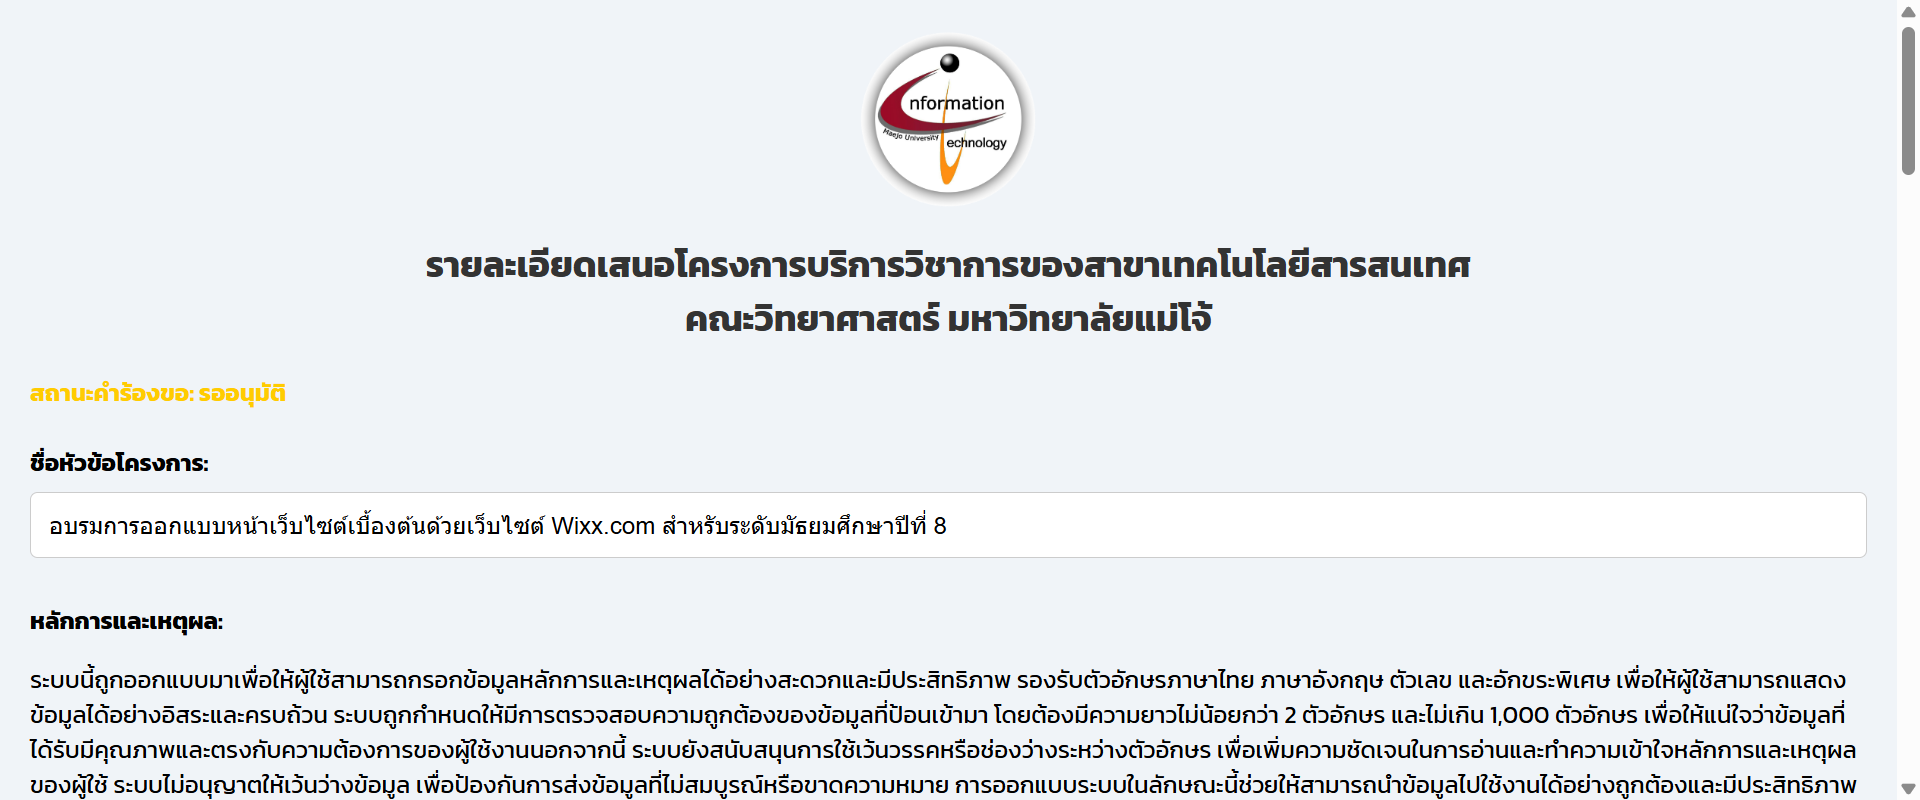 nformation
Maejo University
echnology
รายละเอียดเสนอโครงการบริการวิชาการของสาขาเทคโนโลยีสารสนเทศ
คณะวิทยาศาสตร์ มหาวิทยาลัยแม่โจ้
สถานะคำร้องขอ: รออนุมัติ
ชื่อหัวข้อโครงการ:
อบรมการออกแบบหน้าเว็บไซต์เบื้องต้นด้วยเว็บไซต์ Wixx.com สำหรับระดับมัธยมศึกษาปีที่ 8
หลักการและเหตุผล:
ระบบนี้ถูกออกแบบมาเพื่อให้ผู้ใช้สามารถกรอกข้อมูลหลักการและเหตุผลได้อย่างสะดวกและมีประสิทธิภาพ รองรับตัวอักษรภาษาไทย ภาษาอังกฤษ ตัวเลข และอักขระพิเศษ เพื่อให้ผู้ใช้สามารถแสดง
ข้อมูลได้อย่างอิสระและครบถ้วน ระบบถูกกำหนดให้มีการตรวจสอบความถูกต้องของข้อมูลที่ป้อนเข้ามา โดยต้องมีความยาวไม่น้อยกว่า 2 ตัวอักษร และไม่เกิน 1,000 ตัวอักษร เพื่อให้แน่ใจว่าข้อมูลที่
ได้รับมีคุณภาพและตรงกับความต้องการของผู้ใช้งานนอกจากนี้ ระบบยังสนับสนุนการใช้เว้นวรรคหรือช่องว่างระหว่างตัวอักษร เพื่อเพิ่มความชัดเจนในการอ่านและทำความเข้าใจหลักการและเหตุผล
ของผู้ใช้ ระบบไม่อนุญาตให้เว้นว่างข้อมูล เพื่อป้องกันการส่งข้อมูลที่ไม่สมบูรณ์หรือขาดความหมาย การออกแบบระบบในลักษณะนี้ช่วยให้สามารถนำข้อมูลไปใช้งานได้อย่างถูกต้องและมีประสิทธิภาพ